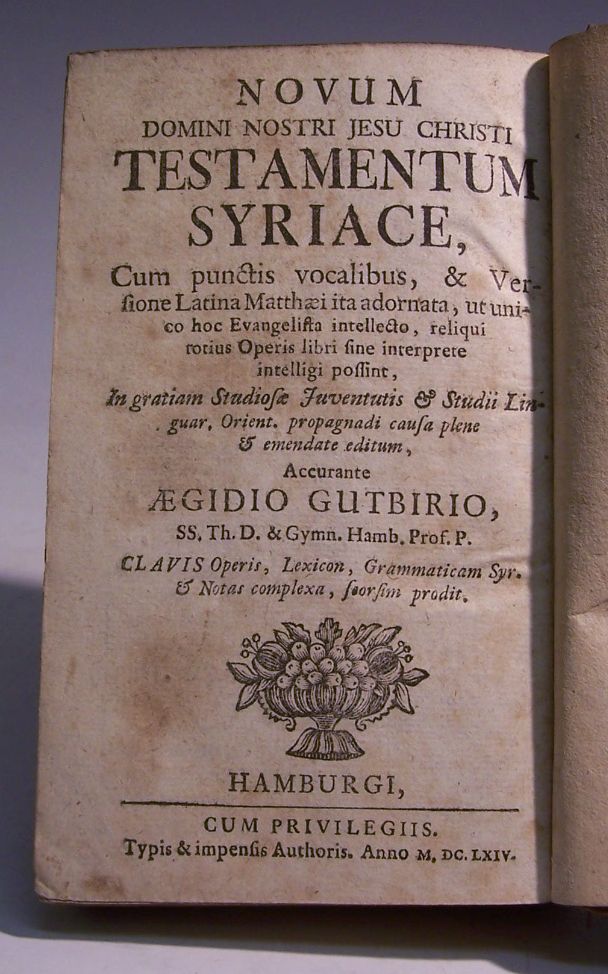 NOVUM
DOMINI NOSTRI JESU CHRISTI
TESTAMENTUM
SYRIACE,
Cum punctis vocalibus, & Ver-
ſione Latina Matthæi ita adornata, ut uni-
co hoc Evangeliſta intellecto, reliqui
totius Operis libri ſine interprete
intelligi poſſint,
In gratiam Studioſæ Juventutis & Studii Lin-
guar. Orient. propagnadi cauſa plene
& emendate editum,
Accurante
ÆGIDIO GUTBIRIO,
SS. Th. D. & Gymn. Hamb. Prof. P.
CLAVIS Operis, Lexicon, Grammaticam Syr.
& Notas complexa, ſeorſim prodit.
HAMBURGI,
CUM PRIVILEGIIS.
Typis & impenſis Authoris. Anno M. DC. LXIV.